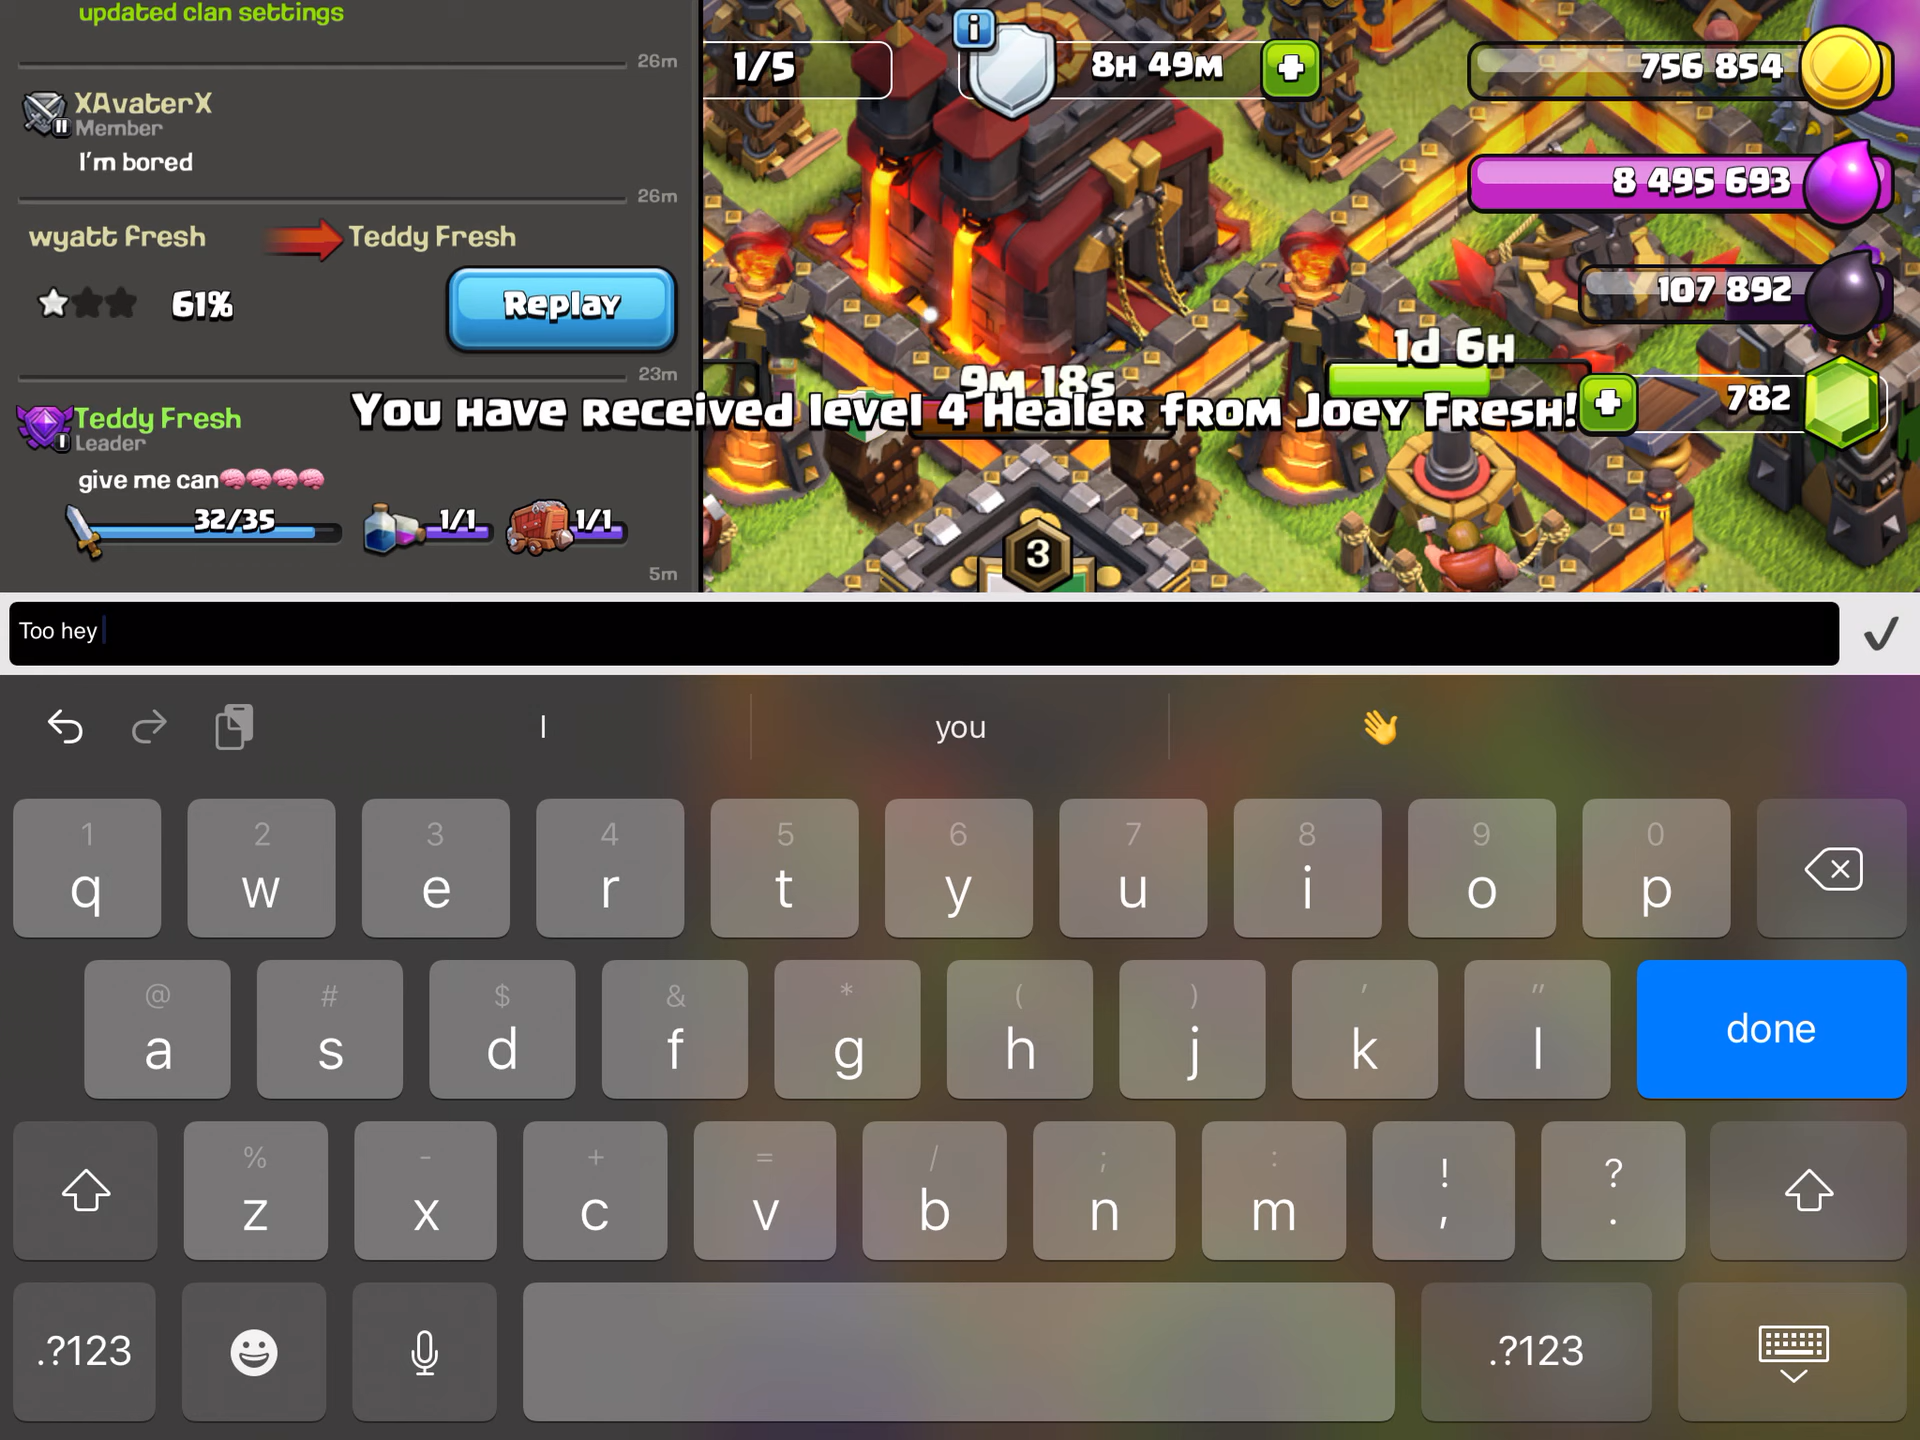 updated clan settings
26m
XAvaterX
Member
I'm bored
26m
wyatt fresh Teddy Fresh
61%
Replay
23m
Teddy Fresh
Leader
give me can🧠🧠🧠🧠
32/35 1/1 1/1
5m
1/5
i
8H 49M
756 854
8 495 693
107 892
1d 6H
9M 18S
782
You have received level 4 Healer from Joey Fresh!
3
Too hey
I you 👋
1 2 3 4 5 6 7 8 9 0
q w e r t y u i o p
@ # $ & * ( ) ' "
a s d f g h j k l done
% - + = / ; : ! ?
z x c v b n m , .
.?123 .?123